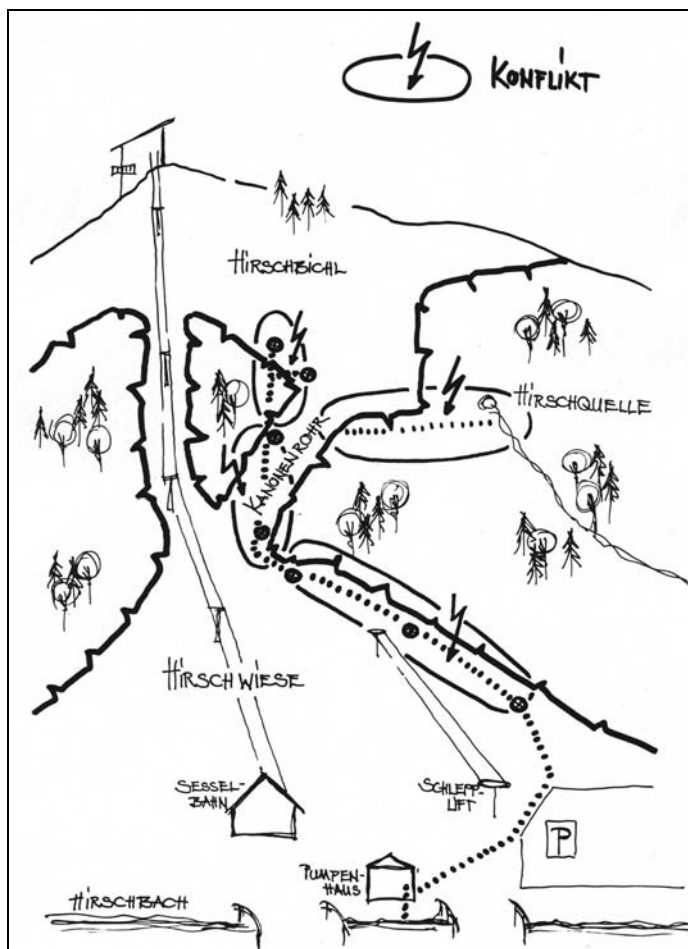 KONFLIKT
HIRSCHBICHL
HIRSCHQUELLE
KANONENROHR
HIRSCHWIESE
SESSEL-
BAHN
SCHLEPP-
LIFT
P
PUMPEN-
HAUS
HIRSCHBACH